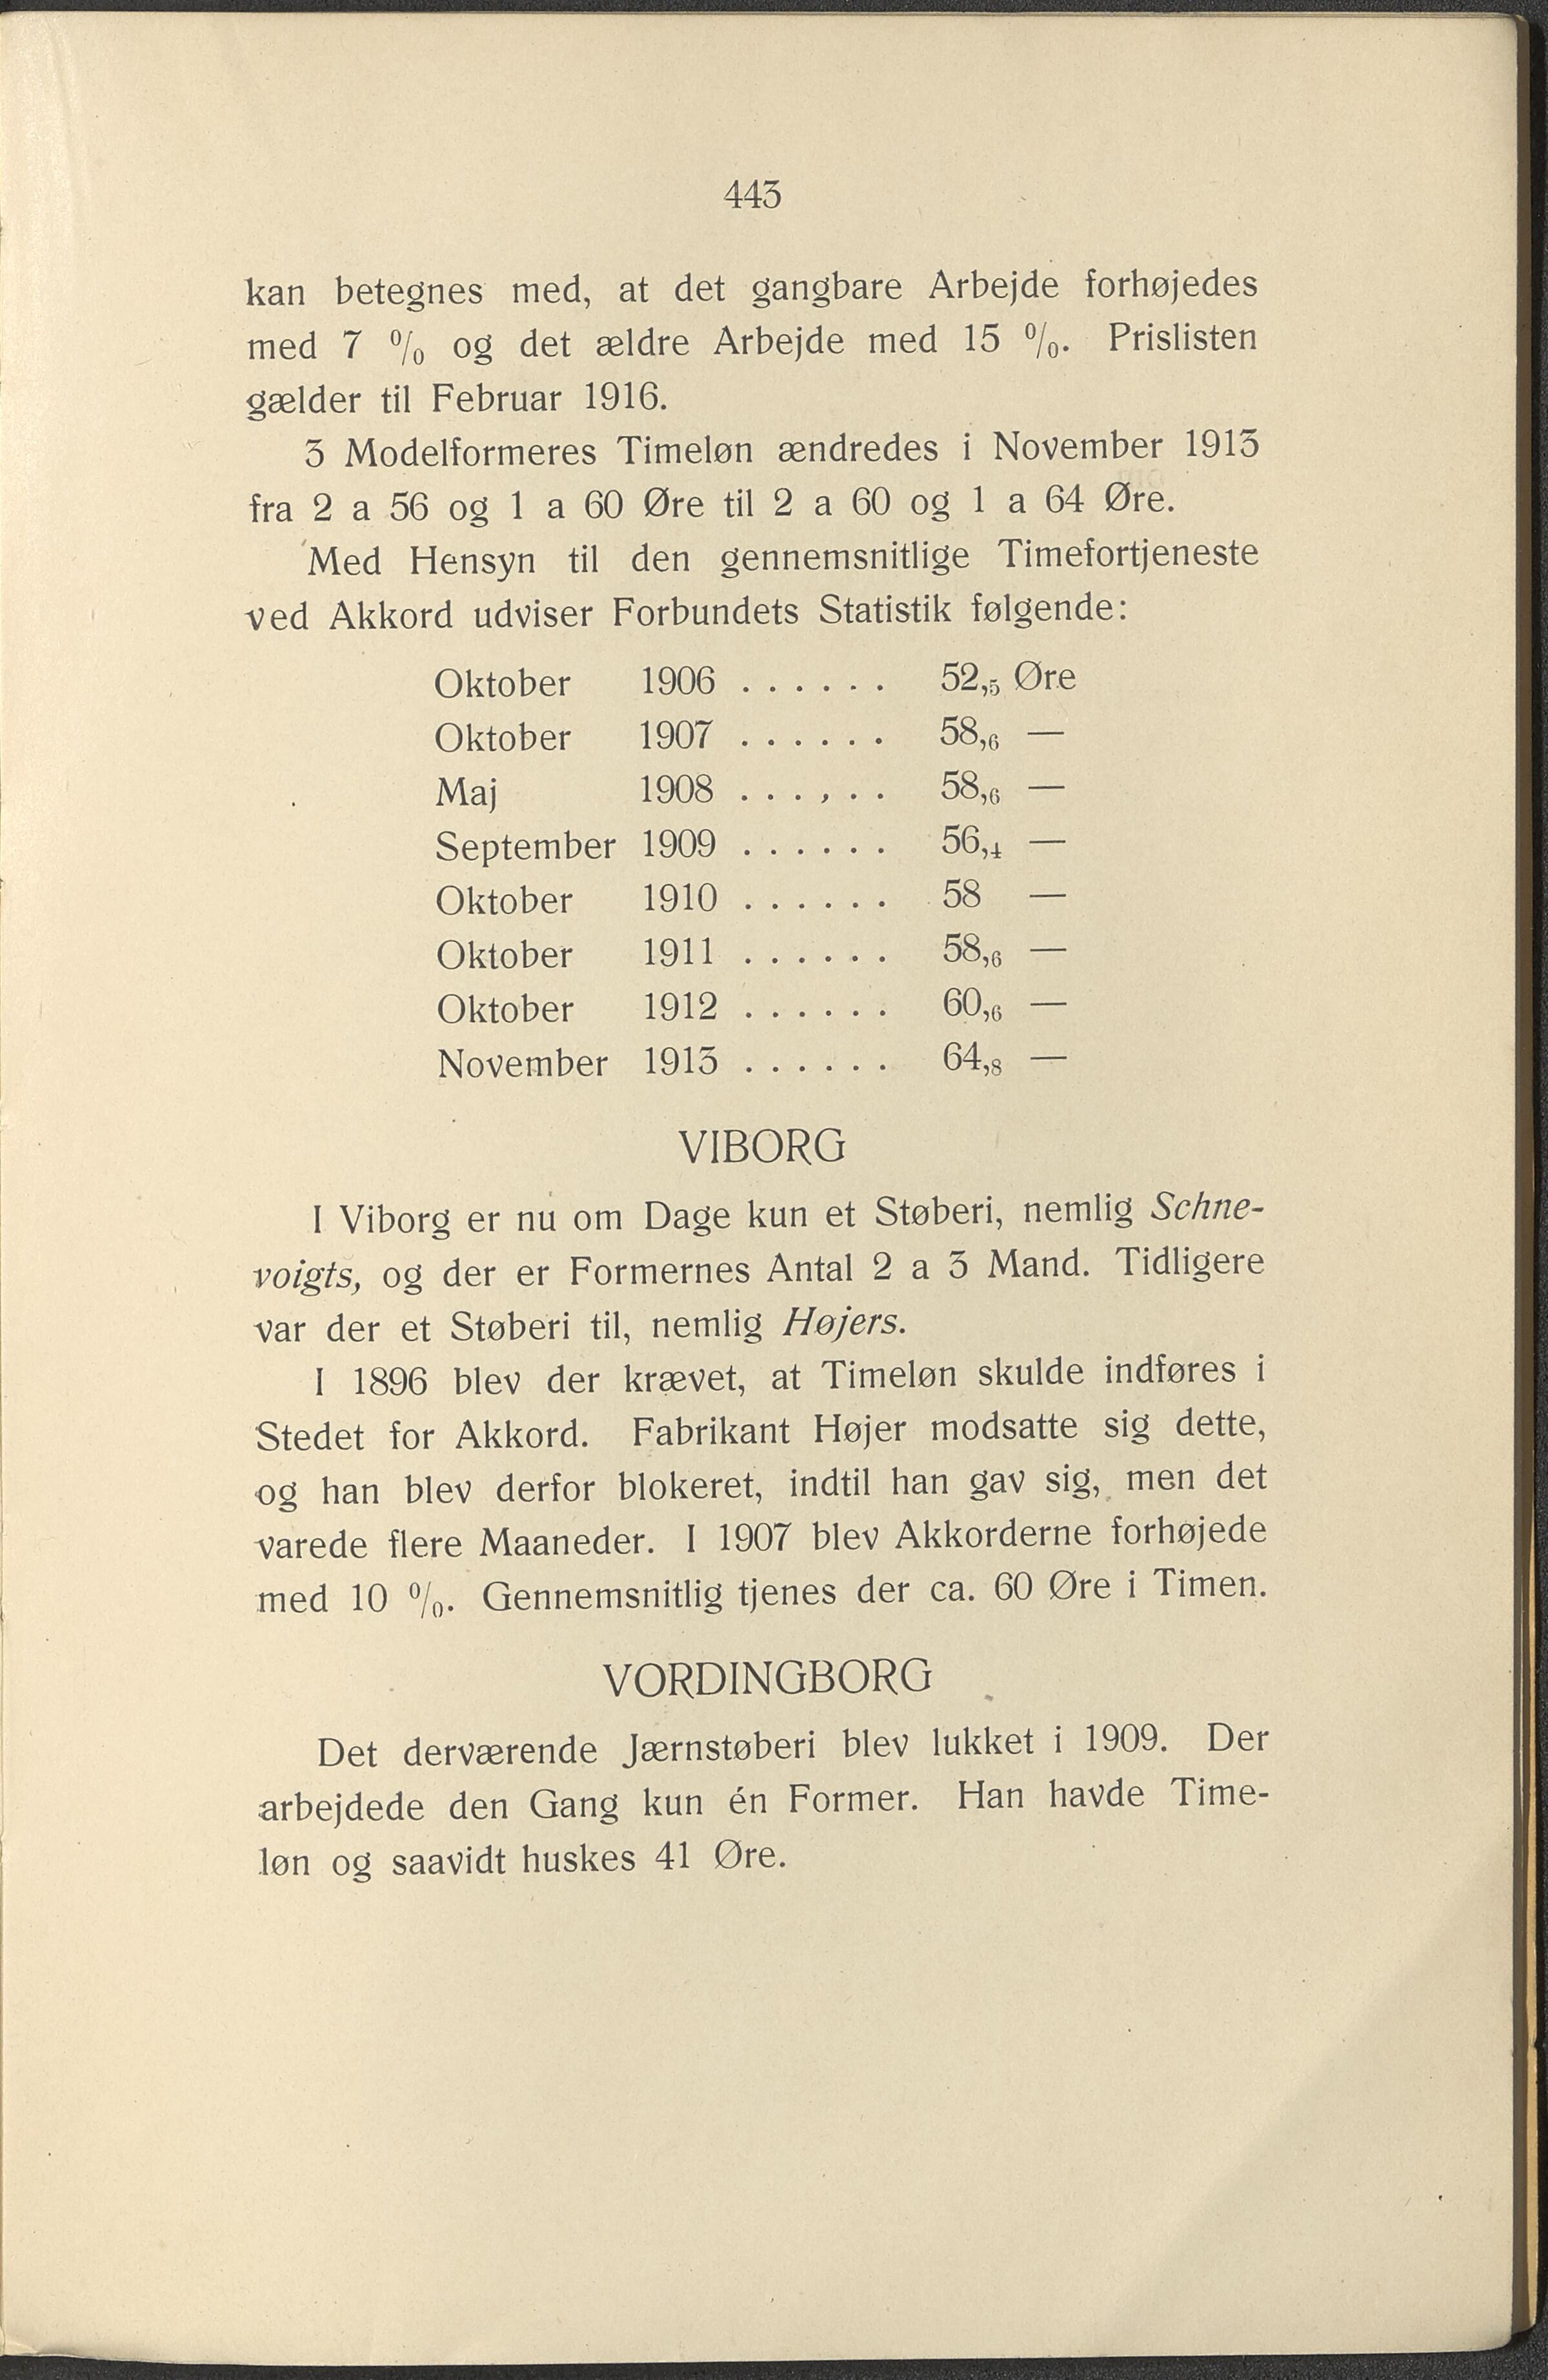 443
kan betegnes med, at det gangbare Arbejde forhøjedes
med 7 % og det ældre Arbejde med 15 %. Prislisten
gælder til Februar 1916.
3 Modelformeres Timeløn ændredes i November 1913
fra 2 a 56 og 1 a 60 Øre til 2 a 60 og 1 a 64 Øre.
Med Hensyn til den gennemsnitlige Timefortjeneste
ved Akkord udviser Forbundets Statistik følgende:
Oktober 1906 . . . . . . 52,5 Øre
Oktober 1907 . . . . . . 58,6 —
Maj 1908 . . . , . . 58,6 —
September 1909 . . . . . . 56,4 —
Oktober 1910 . . . . . . 58 —
Oktober 1911 . . . . . . 58,6 —
Oktober 1912 . . . . . . 60,6 —
November 1913 . . . . . . 64,8 —
VIBORG
I Viborg er nu om Dage kun et Støberi, nemlig Schne-
voigts, og der er Formernes Antal 2 a 3 Mand. Tidligere
var der et Støberi til, nemlig Højers.
I 1896 blev der krævet, at Timeløn skulde indføres i
Stedet for Akkord. Fabrikant Højer modsatte sig dette,
og han blev derfor blokeret, indtil han gav sig, men det
varede flere Maaneder. I 1907 blev Akkorderne forhøjede
med 10 %. Gennemsnitlig tjenes der ca. 60 Øre i Timen.
VORDINGBORG
Det derværende Jærnstøberi blev lukket i 1909. Der
arbejdede den Gang kun én Former. Han havde Time-
løn og saavidt huskes 41 Øre.